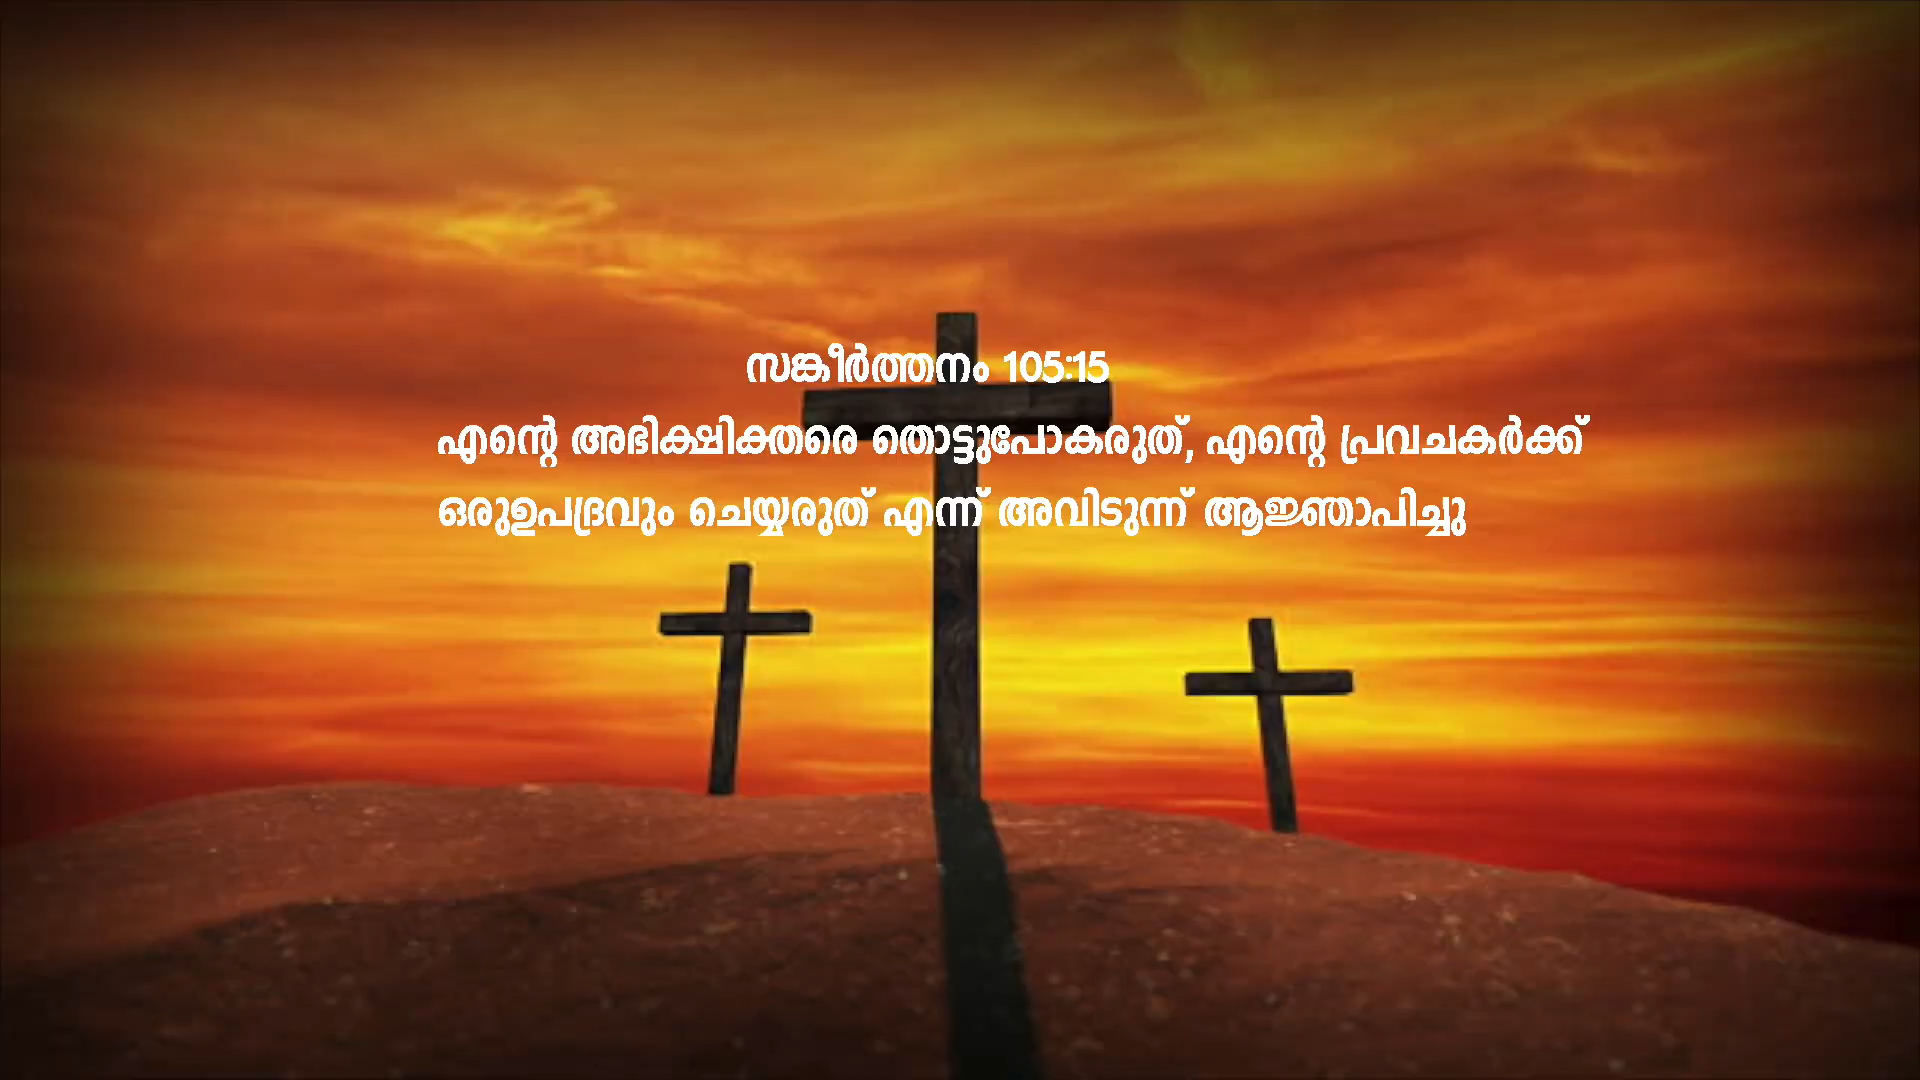 സങ്കീർത്തനം 105:15
എന്റെ അഭിക്ഷിക്തരെ തൊട്ടുപോകരുത്, എന്റെ പ്രവചകർക്ക്
ഒരുഉപദ്രവും ചെയ്യരുത് എന്ന് അവിടുന്ന് ആജ്ഞാപിച്ചു